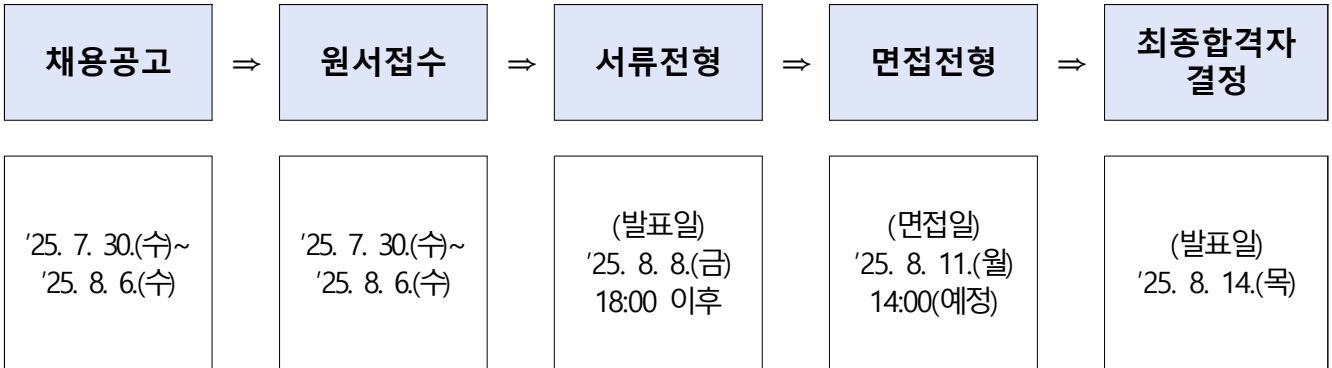 채용공고 ⇒ 원서접수 ⇒ 서류전형 ⇒ 면접전형 ⇒ 최종합격자
결정
'25. 7. 30.(수)~
'25. 8. 6.(수)
'25. 7. 30.(수)~
'25. 8. 6.(수)
(발표일)
'25. 8. 8.(금)
18:00 이후
(면접일)
'25. 8. 11.(월)
14:00(예정)
(발표일)
'25. 8. 14.(목)